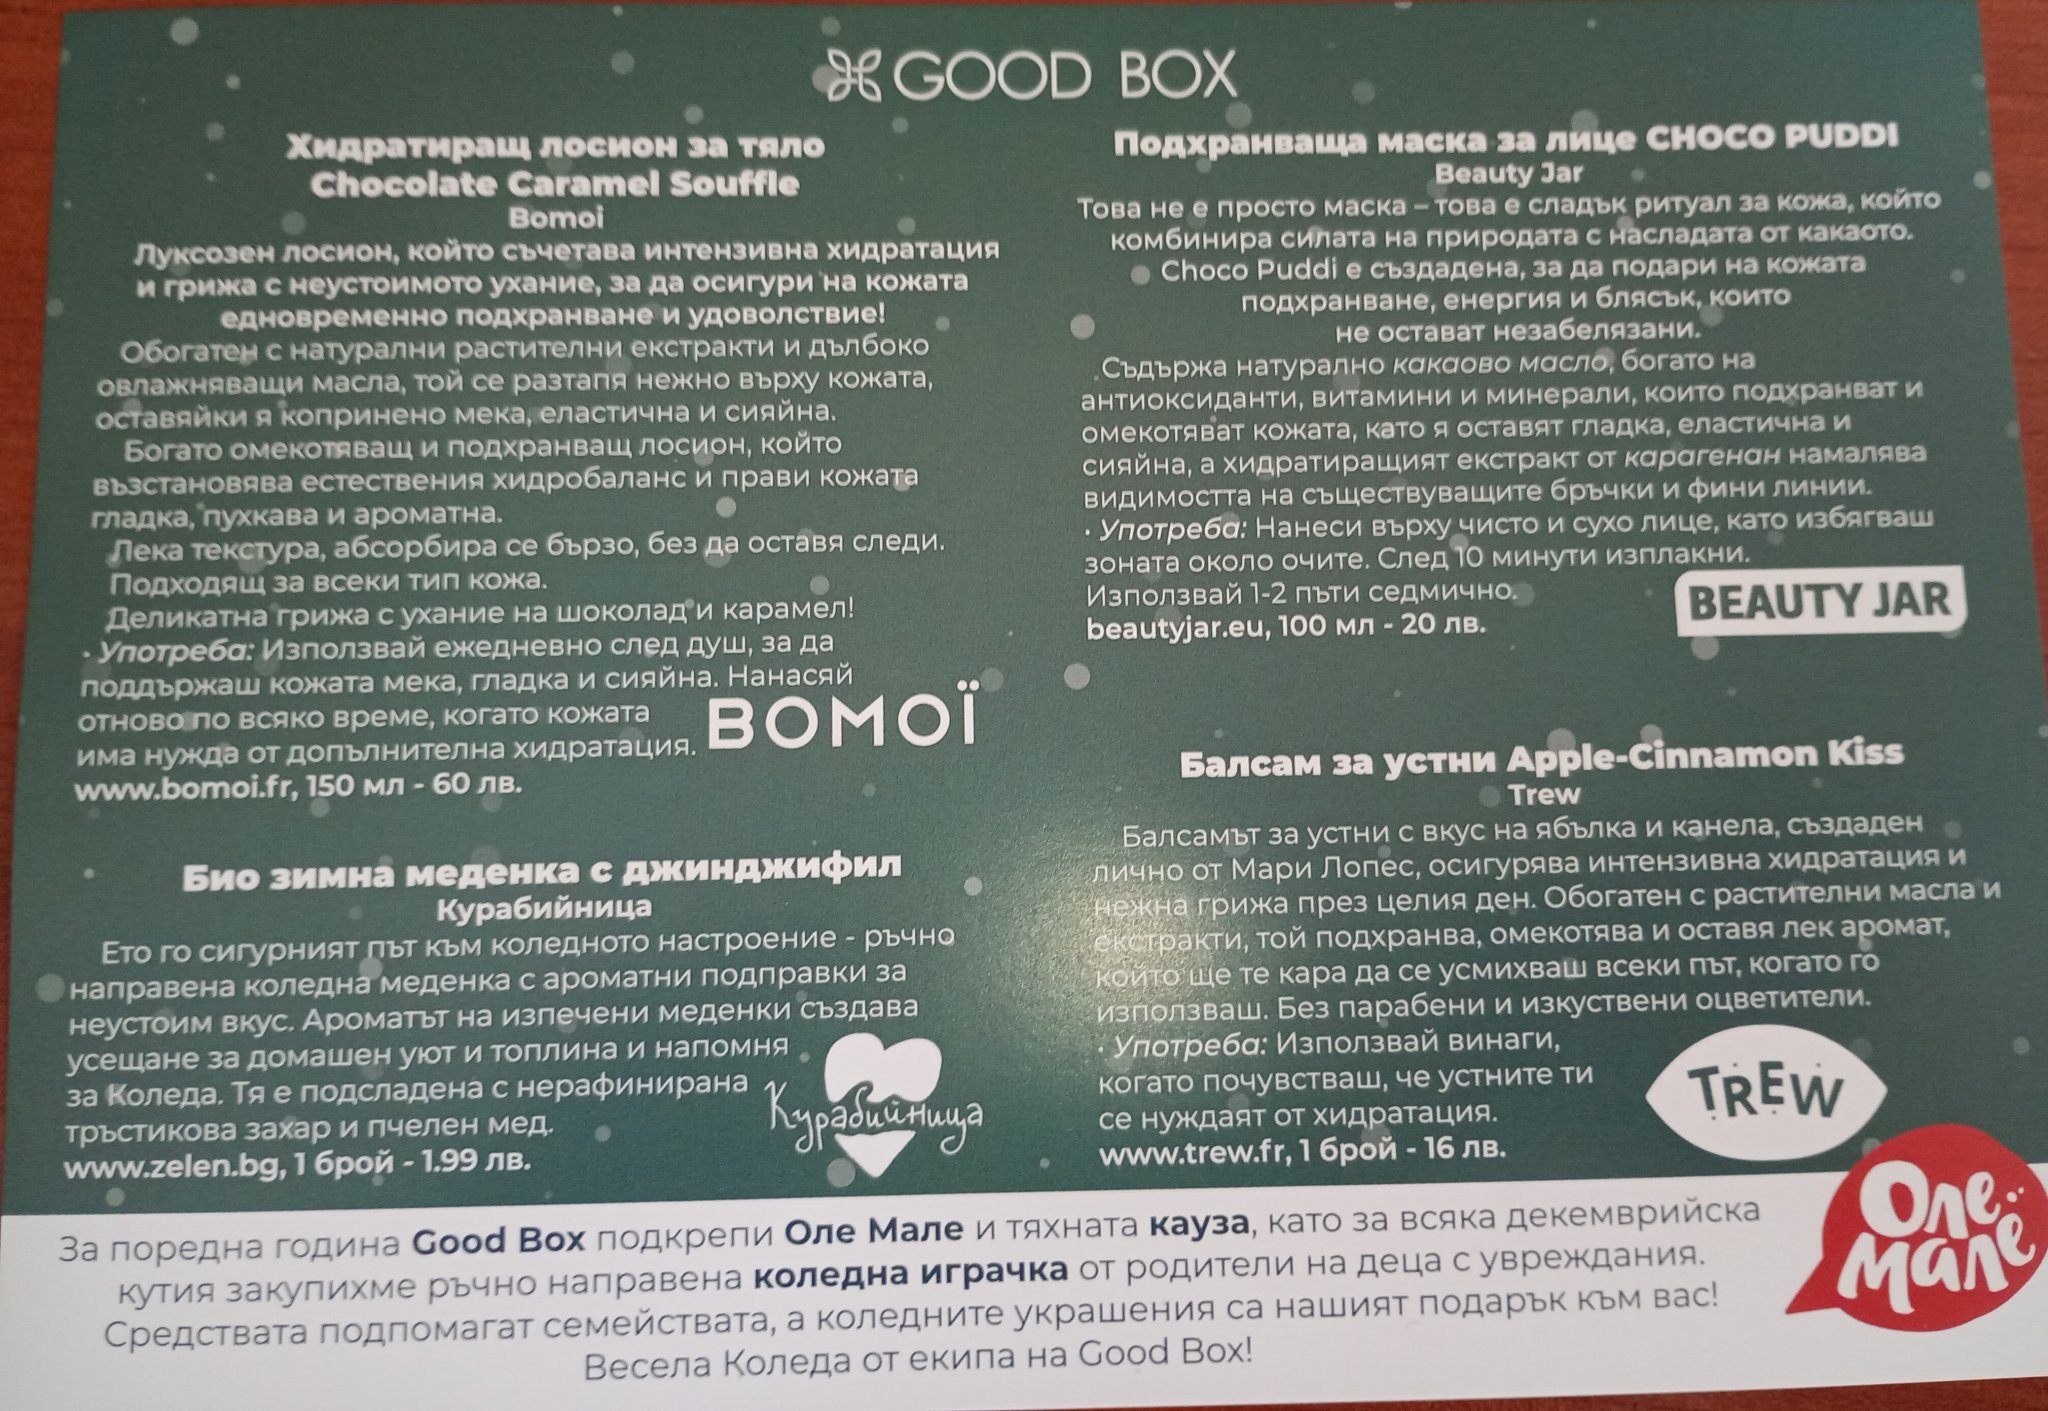 GOOD BOX
Хидратиращ лосион за тяло
Chocolate Caramel Souffle
Bomoi
Луксозен лосион, който съчетава интензивна хидратация
и грижа с неустоимото ухание, за да осигури на кожата
едновременно подхранване и удоволствие!
Обогатен с натурални растителни екстракти и дълбоко
овлажняващи масла, той се разтапя нежно върху кожата,
оставяйки я копринено мека, еластична и сияйна.
Богато омекотяващ и подхранващ лосион, който
възстановява естествения хидробаланс и прави кожата
гладка, пухкава и ароматна.
Лека текстура, абсорбира се бързо, без да оставя следи.
Подходящ за всеки тип кожа.
Деликатна грижа с ухание на шоколад и карамел!
· Употреба: Използвай ежедневно след душ, за да
поддържаш кожата мека, гладка и сияйна. Нанасяй
отново по всяко време, когато кожата
има нужда от допълнителна хидратация.
www.bomoi.fr, 150 мл - 60 лв.
BOMOÏ
Био зимна меденка с джинджифил
Курабийница
Ето го сигурният път към коледното настроение - ръчно
направена коледна меденка с ароматни подправки за
неустоим вкус. Ароматът на изпечени меденки създава
усещане за домашен уют и топлина и напомня
за Коледа. Тя е подсладена с нерафинирана
тръстикова захар и пчелен мед.
www.zelen.bg, 1 брой - 1.99 лв.
Курабийница
Подхранваща маска за лице CHOCO PUDDI
Beauty Jar
Това не е просто маска – това е сладък ритуал за кожа, който
комбинира силата на природата с насладата от какаото.
Choco Puddi е създадена, за да подари на кожата
подхранване, енергия и блясък, които
не остават незабелязани.
Съдържа натурално какаово масло, богато на
антиоксиданти, витамини и минерали, които подхранват и
омекотяват кожата, като я оставят гладка, еластична и
сияйна, а хидратиращият екстракт от карагенан намалява
видимостта на съществуващите бръчки и фини линии.
· Употреба: Нанеси върху чисто и сухо лице, като избягваш
зоната около очите. След 10 минути изплакни.
Използвай 1-2 пъти седмично.
beautyjar.eu, 100 мл - 20 лв.
BEAUTY JAR
Балсам за устни Apple-Cinnamon Kiss
Trew
Балсамът за устни с вкус на ябълка и канела, създаден
лично от Мари Лопес, осигурява интензивна хидратация и
нежна грижа през целия ден. Обогатен с растителни масла и
екстракти, той подхранва, омекотява и оставя лек аромат,
който ще те кара да се усмихваш всеки път, когато го
използваш. Без парабени и изкуствени оцветители.
· Употреба: Използвай винаги,
когато почувстваш, че устните ти
се нуждаят от хидратация.
www.trew.fr, 1 брой - 16 лв.
TREW
За поредна година Good Box подкрепи Оле Мале и тяхната кауза, като за всяка декемврийска
кутия закупихме ръчно направена коледна играчка от родители на деца с увреждания.
Средствата подпомагат семействата, а коледните украшения са нашият подарък към вас!
Весела Коледа от екипа на Good Box!
Оле
Мале